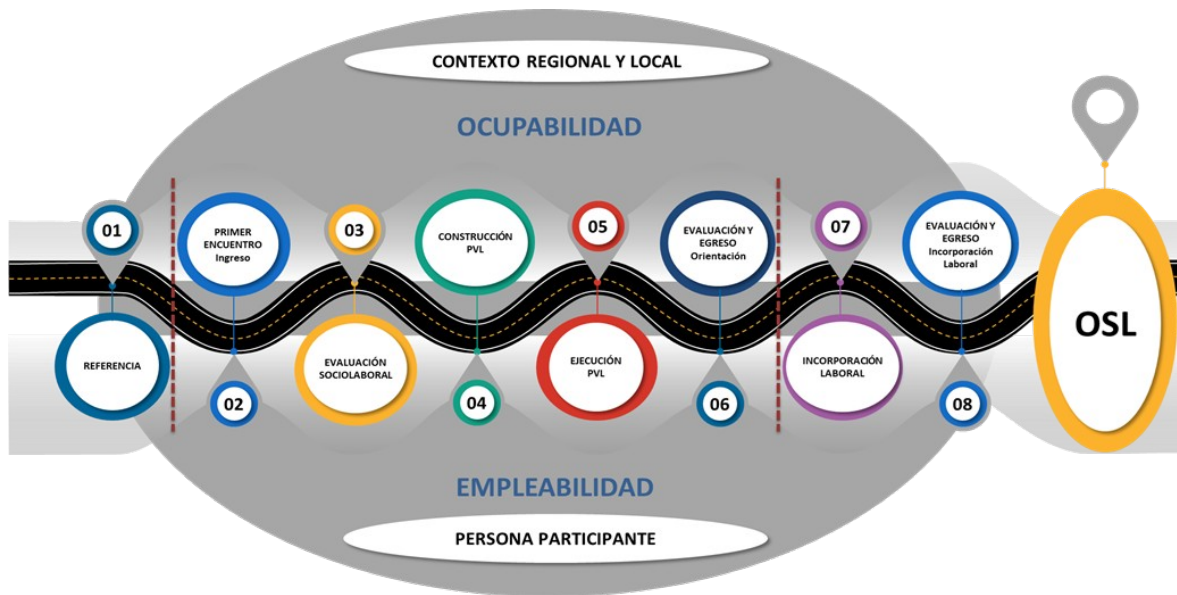 CONTEXTO REGIONAL Y LOCAL
OCUPABILIDAD
01
REFERENCIA
PRIMER
ENCUENTRO
Ingreso
02
03
EVALUACIÓN
SOCIOLABORAL
CONSTRUCCIÓN
PVL
04
05
EJECUCIÓN
PVL
EVALUACIÓN Y
EGRESO
Orientación
06
07
INCORPORACIÓN
LABORAL
EVALUACIÓN Y
EGRESO
Incorporación
Laboral
08
OSL
EMPLEABILIDAD
PERSONA PARTICIPANTE